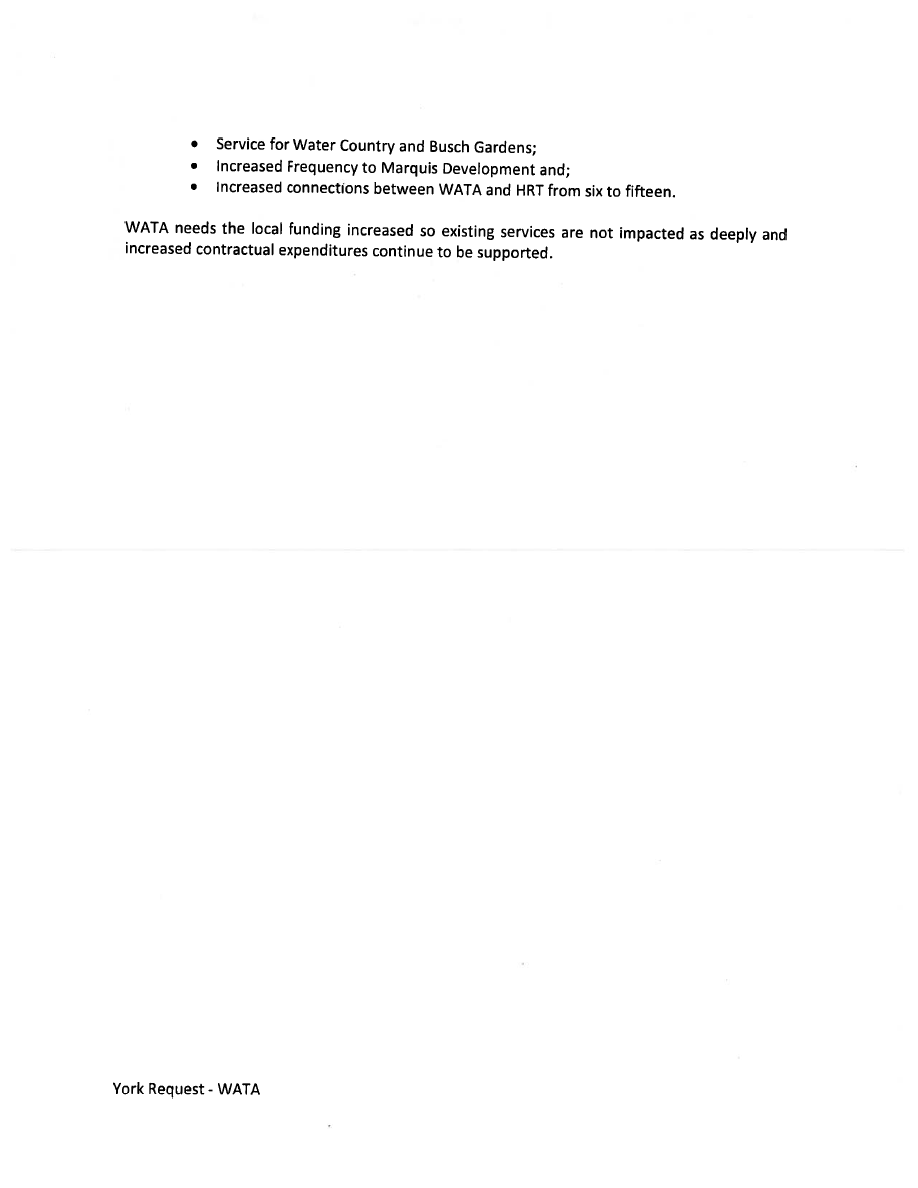 • Service for Water Country and Busch Gardens;
• Increased Frequency to Marquis Development and;
• Increased connections between WATA and HRT from six to fifteen.
WATA needs the local funding increased so existing services are not impacted as deeply and
increased contractual expenditures continue to be supported.
York Request - WATA